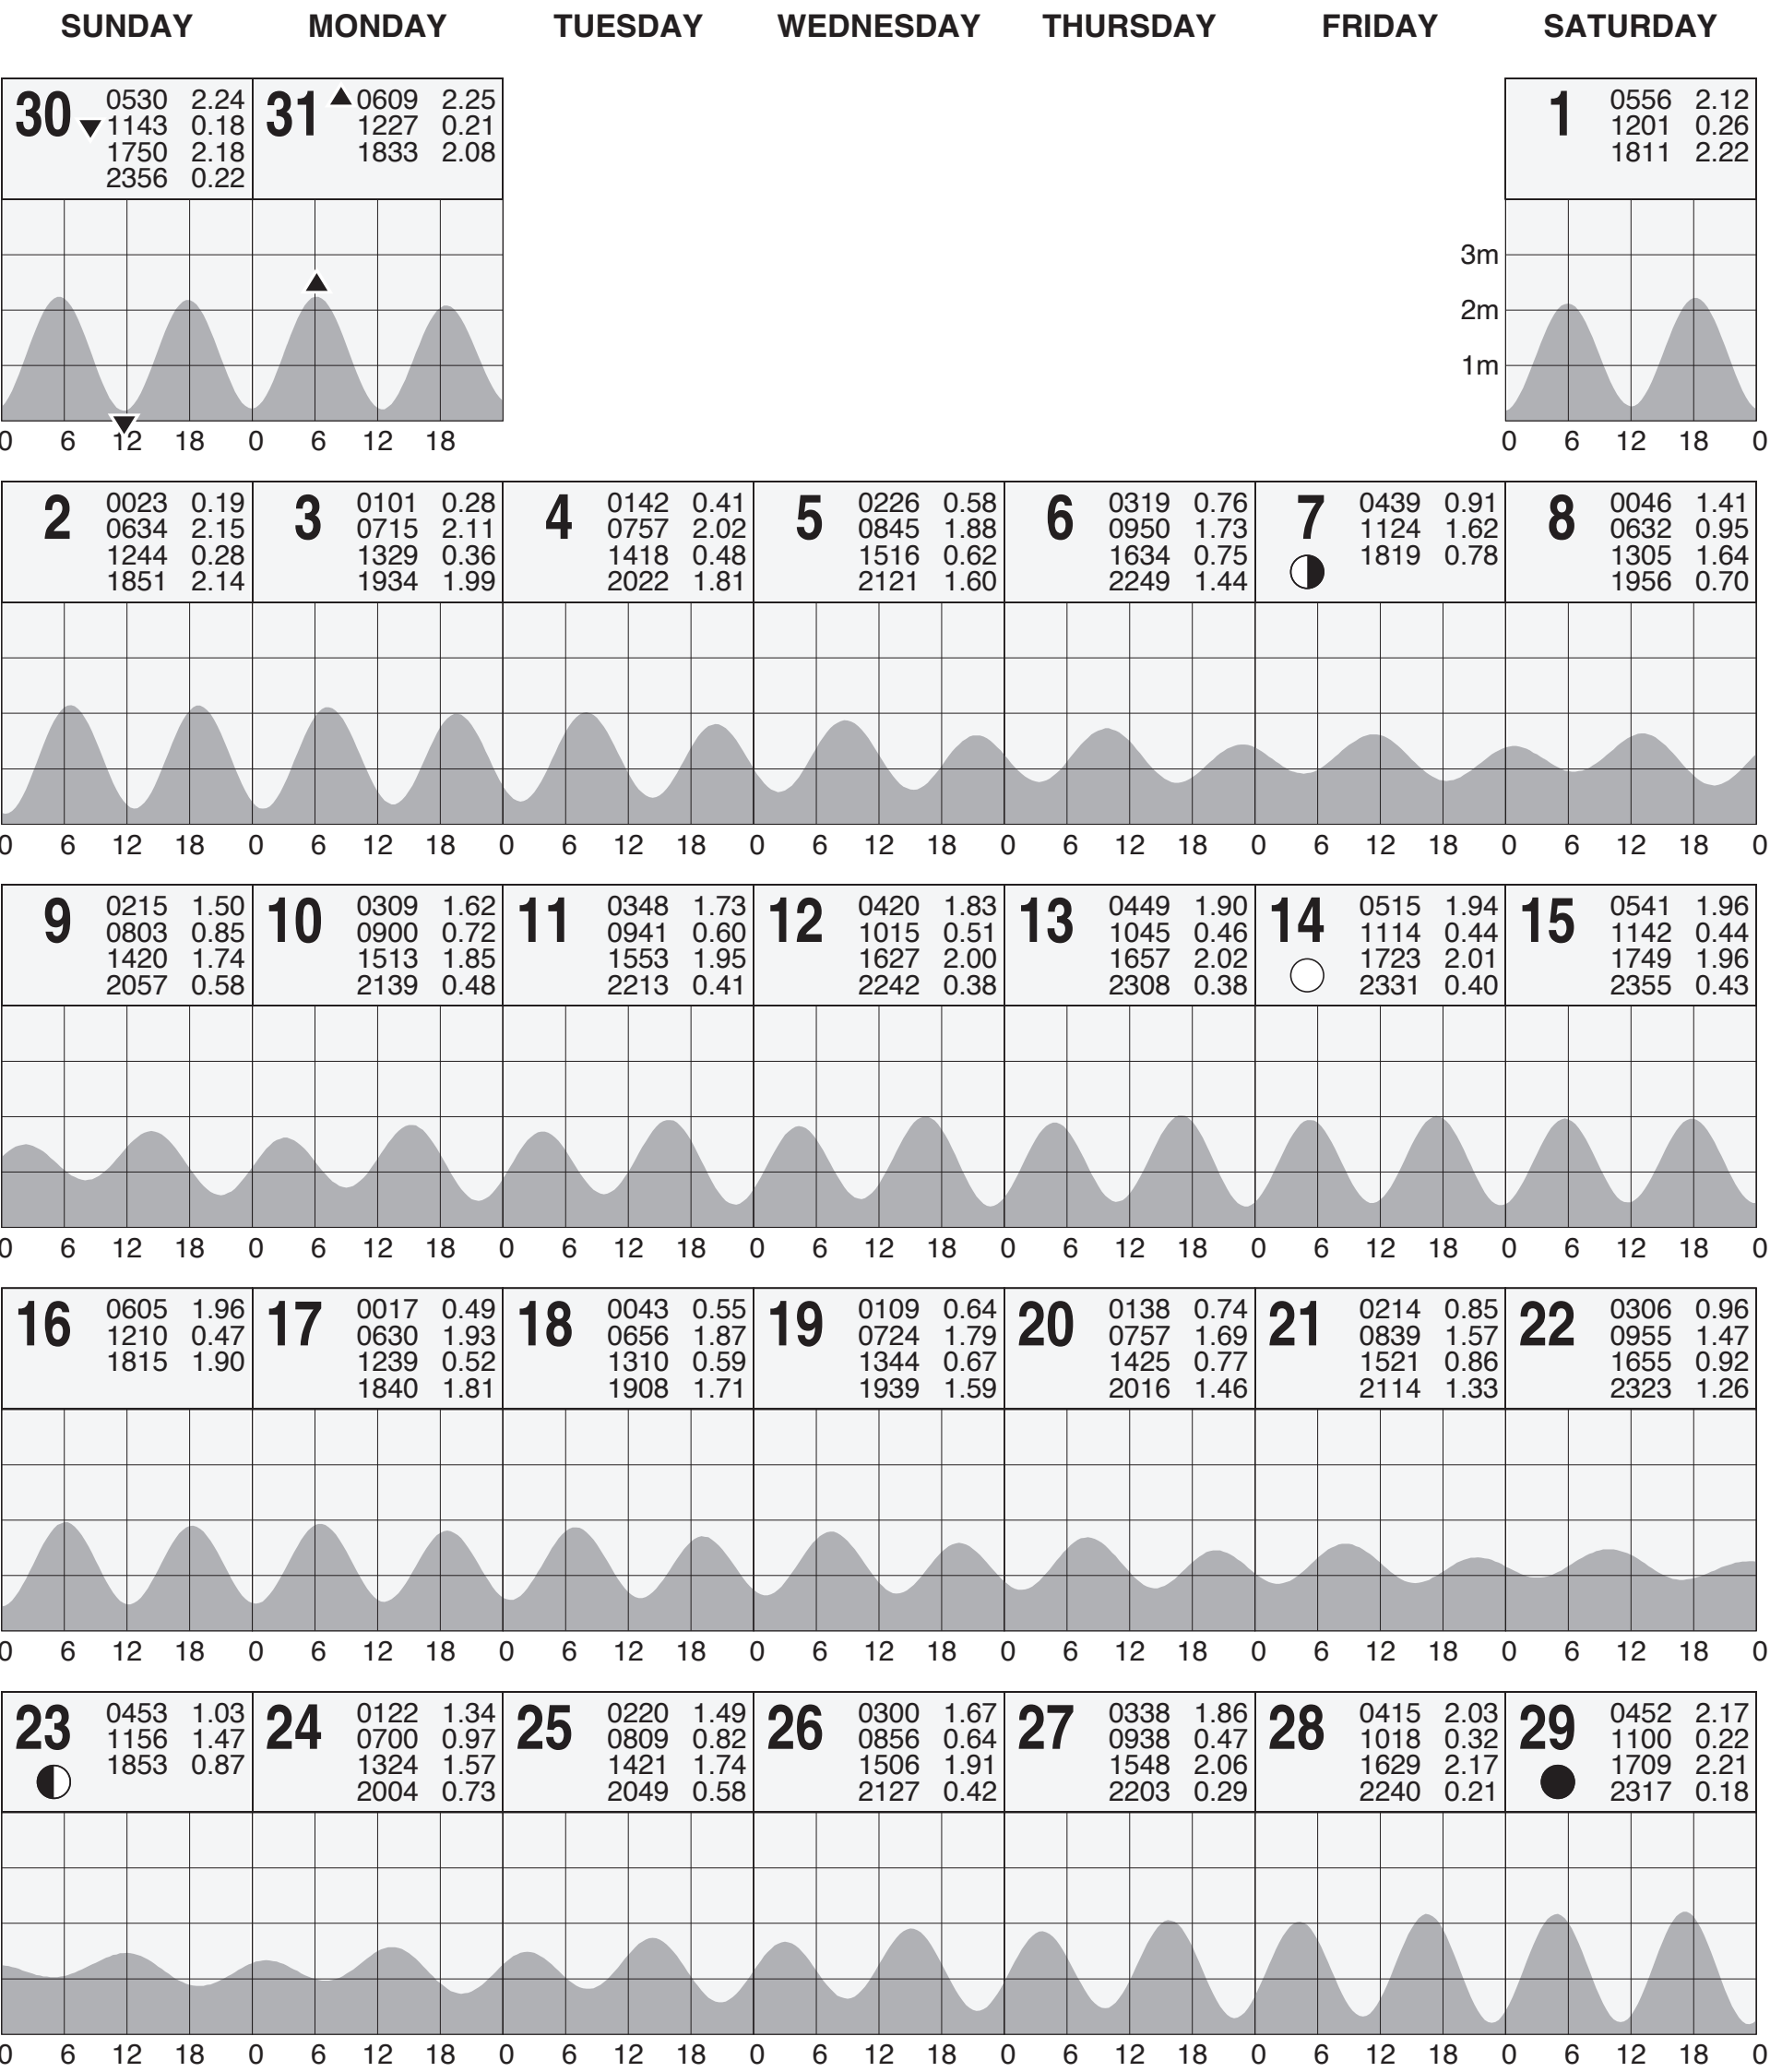 SUNDAY MONDAY TUESDAY WEDNESDAY THURSDAY FRIDAY SATURDAY
30 ▼ 31 ▲ 1
0530 2.24 0609 2.25 0556 2.12
1143 0.18 1227 0.21 1201 0.26
1750 2.18 1833 2.08 1811 2.22
2356 0.22
3m
2m
1m
0 6 12 18 0 6 12 18 0 6 12 18 0
2 3 4 5 6 7 8
0023 0.19 0101 0.28 0142 0.41 0226 0.58 0319 0.76 0439 0.91 0046 1.41
0634 2.15 0715 2.11 0757 2.02 0845 1.88 0950 1.73 1124 1.62 0632 0.95
1244 0.28 1329 0.36 1418 0.48 1516 0.62 1634 0.75 1819 0.78 1305 1.64
1851 2.14 1934 1.99 2022 1.81 2121 1.60 2249 1.44 1956 0.70
0 6 12 18 0 6 12 18 0 6 12 18 0 6 12 18 0 6 12 18 0 6 12 18 0 6 12 18 0
9 10 11 12 13 14 15
0215 1.50 0309 1.62 0348 1.73 0420 1.83 0449 1.90 0515 1.94 0541 1.96
0803 0.85 0900 0.72 0941 0.60 1015 0.51 1045 0.46 1114 0.44 1142 0.44
1420 1.74 1513 1.85 1553 1.95 1627 2.00 1657 2.02 1723 2.01 1749 1.96
2057 0.58 2139 0.48 2213 0.41 2242 0.38 2308 0.38 2331 0.40 2355 0.43
0 6 12 18 0 6 12 18 0 6 12 18 0 6 12 18 0 6 12 18 0 6 12 18 0 6 12 18 0
16 17 18 19 20 21 22
0605 1.96 0017 0.49 0043 0.55 0109 0.64 0138 0.74 0214 0.85 0306 0.96
1210 0.47 0630 1.93 0656 1.87 0724 1.79 0757 1.69 0839 1.57 0955 1.47
1815 1.90 1239 0.52 1310 0.59 1344 0.67 1425 0.77 1521 0.86 1655 0.92
1840 1.81 1908 1.71 1939 1.59 2016 1.46 2114 1.33 2323 1.26
0 6 12 18 0 6 12 18 0 6 12 18 0 6 12 18 0 6 12 18 0 6 12 18 0 6 12 18 0
23 24 25 26 27 28 29
0453 1.03 0122 1.34 0220 1.49 0300 1.67 0338 1.86 0415 2.03 0452 2.17
1156 1.47 0700 0.97 0809 0.82 0856 0.64 0938 0.47 1018 0.32 1100 0.22
1853 0.87 1324 1.57 1421 1.74 1506 1.91 1548 2.06 1629 2.17 1709 2.21
2004 0.73 2049 0.58 2127 0.42 2203 0.29 2240 0.21 2317 0.18
0 6 12 18 0 6 12 18 0 6 12 18 0 6 12 18 0 6 12 18 0 6 12 18 0 6 12 18 0